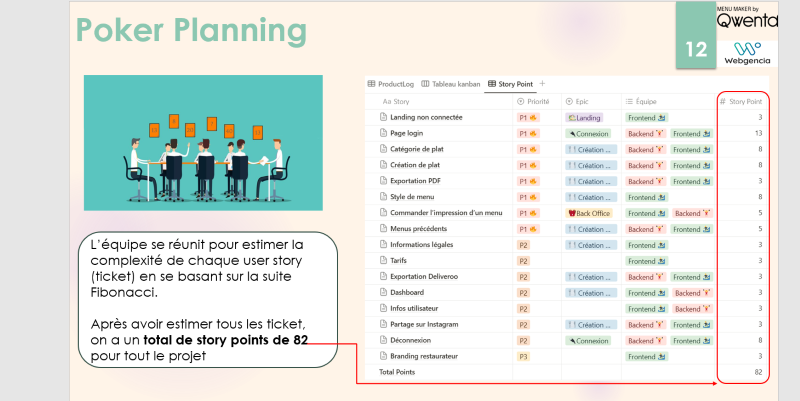 Poker Planning
12
MENU MAKER by
Qwenta
Webgencia
ProductLog Tableau kanban Story Point +
Aa Story Priorité Epic Équipe # Story Point
Landing non connectée P1 Landing Frontend 3
Page login P1 Connexion Backend Frontend 13
Catégorie de plat P1 Création ... Backend Frontend 8
Création de plat P1 Création ... Backend Frontend 8
Exportation PDF P1 Création ... Backend Frontend 3
Style de menu P1 Création ... Frontend 8
Commander l'impression d'un menu P1 Back Office Frontend Backend 5
Menus précédents P1 Création ... Backend Frontend 5
Informations légales P2 Création ... Frontend 3
Tarifs P2 Frontend 3
Exportation Deliveroo P2 Création ... Backend Frontend 3
Dashboard P2 Création ... Frontend Backend 3
Infos utilisateur P2 Frontend Backend 3
Partage sur Instagram P2 Création ... Backend Frontend 3
Déconnexion P2 Connexion Backend Frontend 8
Branding restaurateur P3 Frontend 3
Total Points 82
L'équipe se réunit pour estimer la
complexité de chaque user story
(ticket) en se basant sur la suite
Fibonacci.
Après avoir estimer tous les ticket,
on a un total de story points de 82
pour tout le projet